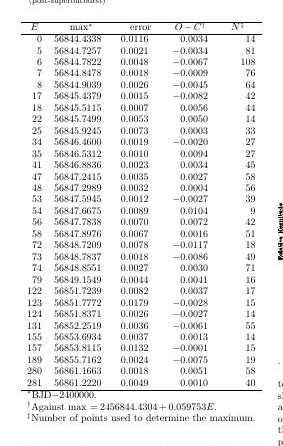 (post-superoutburst)
E max* error O − C† N‡
0 56844.4338 0.0116 0.0034 14
5 56844.7257 0.0021 −0.0034 81
6 56844.7822 0.0048 −0.0067 108
7 56844.8478 0.0018 −0.0009 76
8 56844.9039 0.0026 −0.0045 64
17 56845.4379 0.0015 −0.0082 42
18 56845.5115 0.0007 0.0056 44
22 56845.7499 0.0053 0.0050 14
25 56845.9245 0.0073 0.0003 33
34 56846.4600 0.0019 −0.0020 27
35 56846.5312 0.0010 0.0094 27
41 56846.8836 0.0023 0.0034 45
47 56847.2415 0.0035 0.0027 58
48 56847.2989 0.0032 0.0004 56
53 56847.5945 0.0012 −0.0027 39
54 56847.6675 0.0089 0.0104 9
56 56847.7838 0.0070 0.0072 42
58 56847.8976 0.0067 0.0016 51
72 56848.7209 0.0078 −0.0117 18
73 56848.7837 0.0018 −0.0086 49
74 56848.8551 0.0027 0.0030 71
79 56849.1549 0.0044 0.0041 16
122 56851.7239 0.0082 0.0037 17
123 56851.7772 0.0179 −0.0028 15
124 56851.8371 0.0026 −0.0027 14
131 56852.2519 0.0036 −0.0061 55
155 56853.6934 0.0037 0.0013 14
157 56853.8115 0.0132 −0.0001 15
189 56855.7162 0.0024 −0.0075 19
280 56861.1663 0.0018 0.0051 58
281 56861.2220 0.0049 0.0010 40
*BJD−2400000.
†Against max = 2456844.4304 + 0.059753E.
‡Number of points used to determine the maximum.